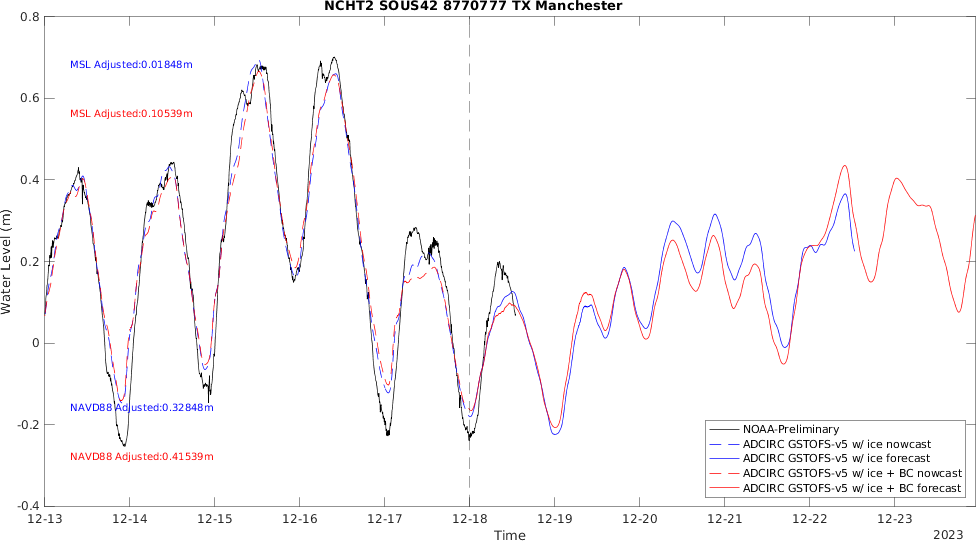 NCHT2 SOUS42 8770777 TX Manchester
0.8
0.6
0.4
0.2
0
-0.2
-0.4
Water Level (m)
MSL Adjusted:0.01848m
MSL Adjusted:0.10539m
NAVD88 Adjusted:0.32848m
NAVD88 Adjusted:0.41539m
NOAA-Preliminary
ADCIRC GSTOFS-v5 w/ ice nowcast
ADCIRC GSTOFS-v5 w/ ice forecast
ADCIRC GSTOFS-v5 w/ ice + BC nowcast
ADCIRC GSTOFS-v5 w/ ice + BC forecast
12-13 12-14 12-15 12-16 12-17 12-18 12-19 12-20 12-21 12-22 12-23
Time
2023